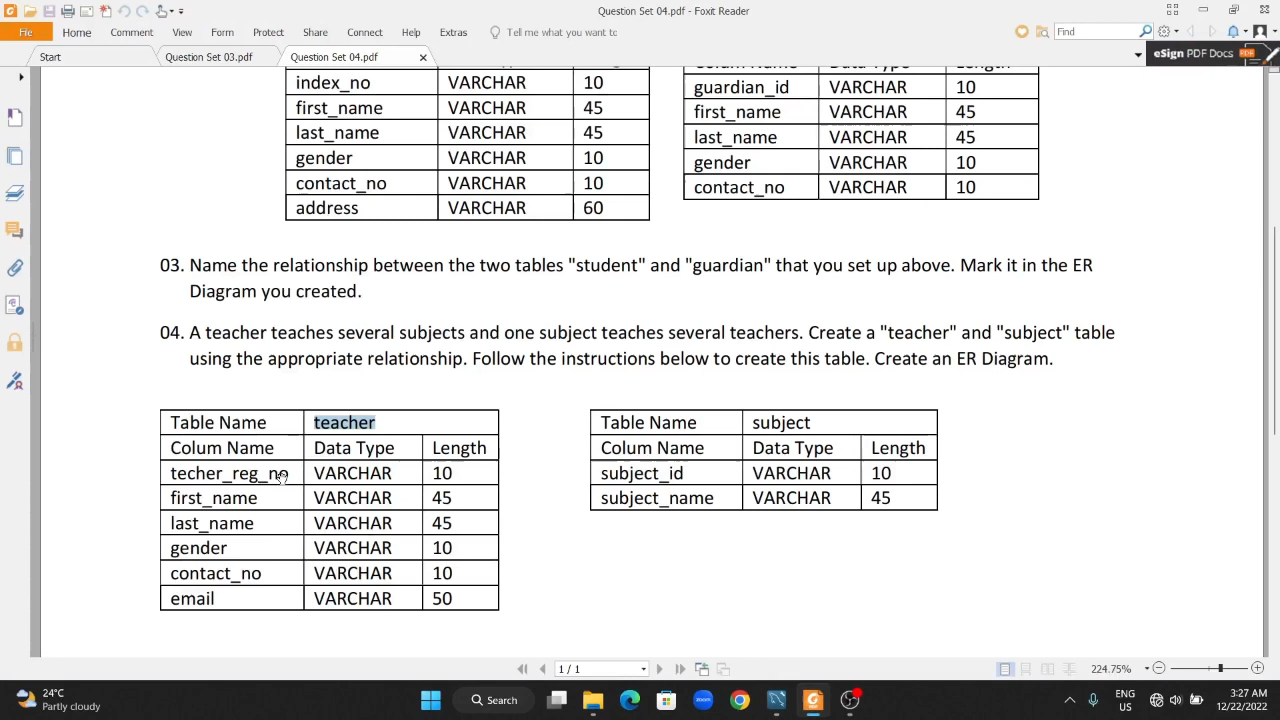 Question Set 04.pdf - Foxit Reader
File Home Comment View Form Protect Share Connect Help Extras Tell me what you want to Find
Start Question Set 03.pdf Question Set 04.pdf eSign PDF Docs
Colum Name Data Type Length
index_no VARCHAR 10 guardian_id VARCHAR 10
first_name VARCHAR 45 first_name VARCHAR 45
last_name VARCHAR 45 last_name VARCHAR 45
gender VARCHAR 10 gender VARCHAR 10
contact_no VARCHAR 10 contact_no VARCHAR 10
address VARCHAR 60
03. Name the relationship between the two tables "student" and "guardian" that you set up above. Mark it in the ER
Diagram you created.
04. A teacher teaches several subjects and one subject teaches several teachers. Create a "teacher" and "subject" table
using the appropriate relationship. Follow the instructions below to create this table. Create an ER Diagram.
Table Name teacher Table Name subject
Colum Name Data Type Length Colum Name Data Type Length
techer_reg_no VARCHAR 10 subject_id VARCHAR 10
first_name VARCHAR 45 subject_name VARCHAR 45
last_name VARCHAR 45
gender VARCHAR 10
contact_no VARCHAR 10
email VARCHAR 50
1 / 1 224.75%
24°C
Partly cloudy
Search
zoom
ENG
US
3:27 AM
12/22/2022